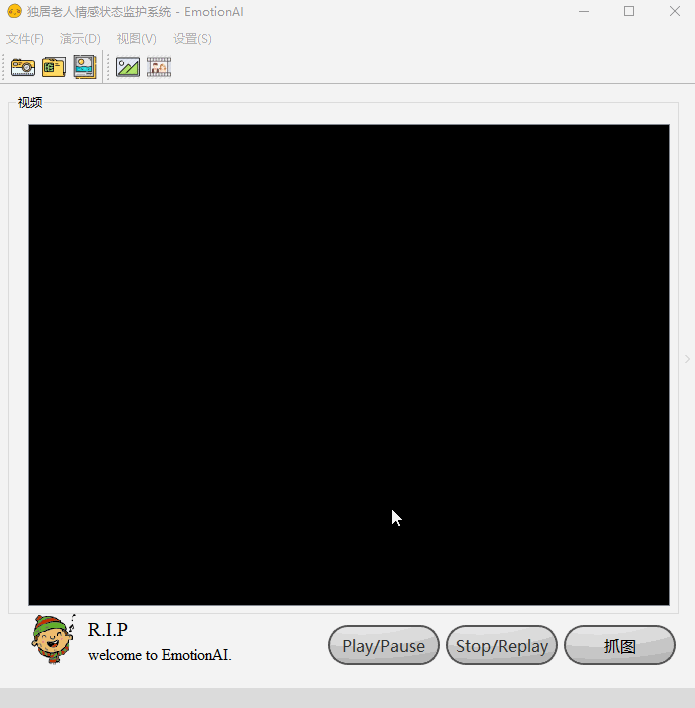 独居老人情感状态监护系统 - EmotionAI
文件(F) 演示(D) 视图(V) 设置(S)
视频
R.I.P
welcome to EmotionAI.
Play/Pause Stop/Replay 抓图